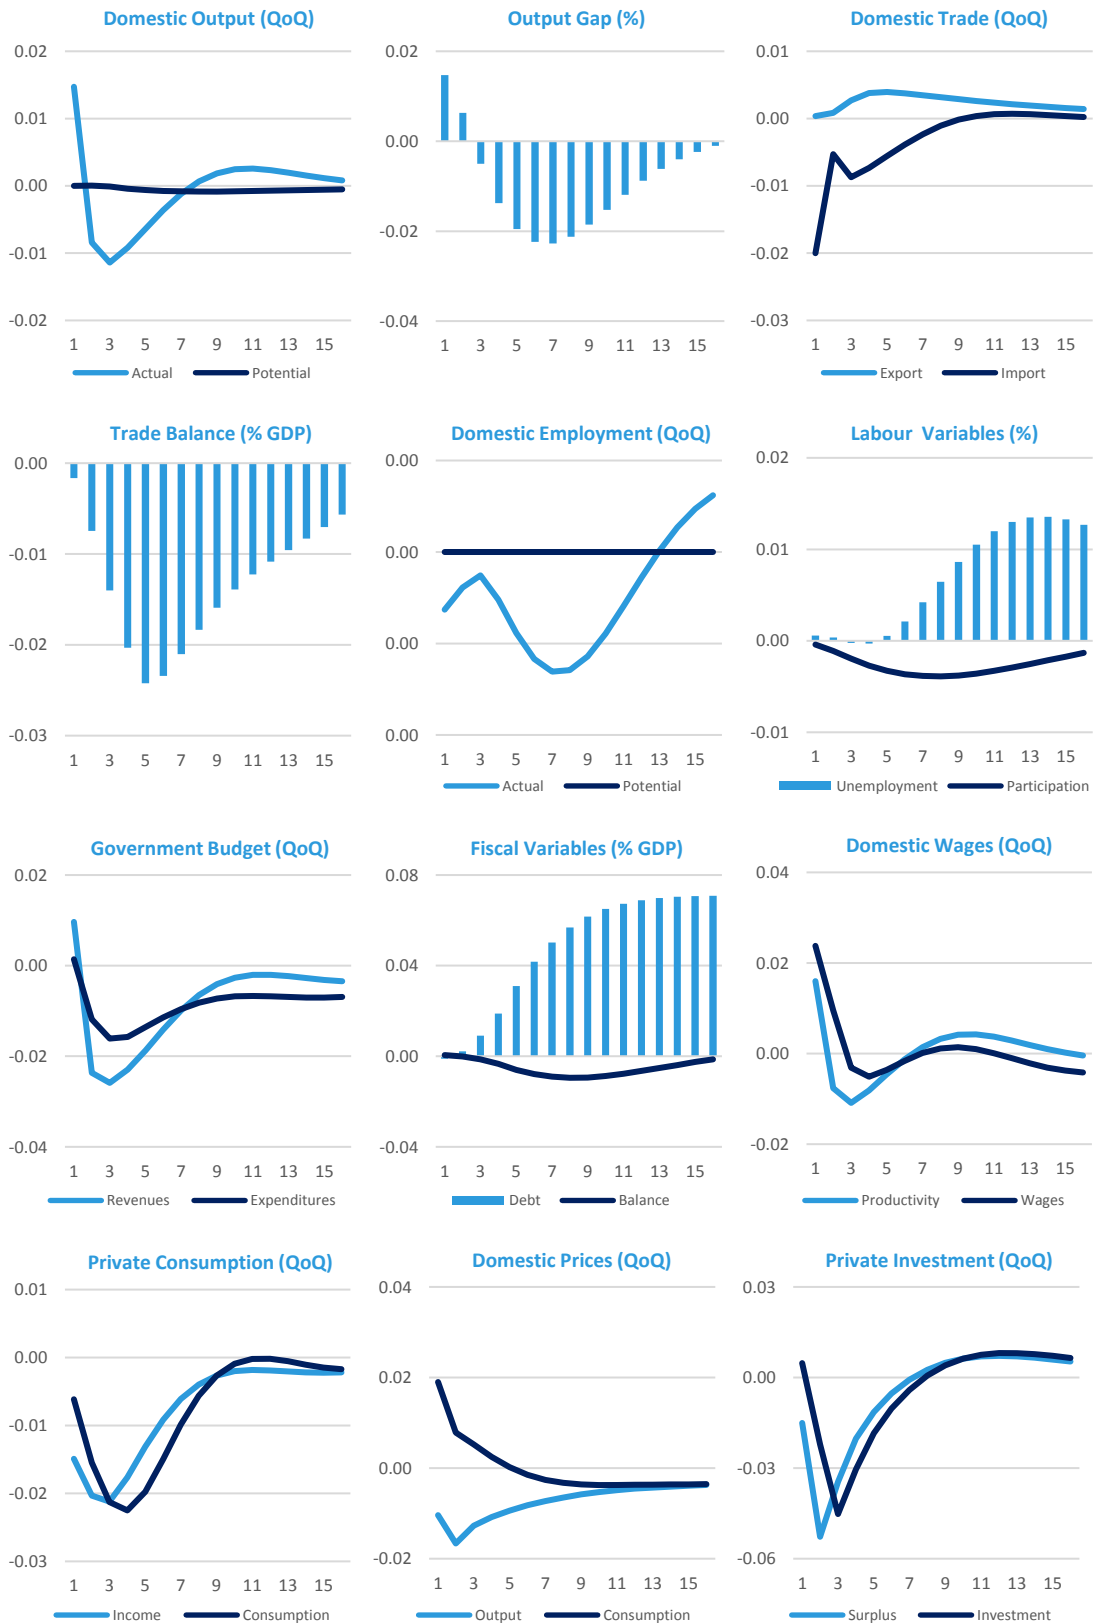 Domestic Output (QoQ)
0.02
0.01
0.00
-0.01
-0.02
1 3 5 7 9 11 13 15
Actual Potential
Output Gap (%)
0.02
0.00
-0.02
-0.04
1 3 5 7 9 11 13 15
Domestic Trade (QoQ)
0.01
0.00
-0.01
-0.02
-0.03
1 3 5 7 9 11 13 15
Export Import
Trade Balance (% GDP)
0.00
-0.01
-0.02
-0.03
1 3 5 7 9 11 13 15
Domestic Employment (QoQ)
0.00
0.00
0.00
0.00
1 3 5 7 9 11 13 15
Actual Potential
Labour Variables (%)
0.02
0.01
0.00
-0.01
1 3 5 7 9 11 13 15
Unemployment Participation
Government Budget (QoQ)
0.02
0.00
-0.02
-0.04
1 3 5 7 9 11 13 15
Revenues Expenditures
Fiscal Variables (% GDP)
0.08
0.04
0.00
-0.04
1 3 5 7 9 11 13 15
Debt Balance
Domestic Wages (QoQ)
0.04
0.02
0.00
-0.02
1 3 5 7 9 11 13 15
Productivity Wages
Private Consumption (QoQ)
0.01
0.00
-0.01
-0.02
-0.03
1 3 5 7 9 11 13 15
Income Consumption
Domestic Prices (QoQ)
0.04
0.02
0.00
-0.02
1 3 5 7 9 11 13 15
Output Consumption
Private Investment (QoQ)
0.03
0.00
-0.03
-0.06
1 3 5 7 9 11 13 15
Surplus Investment